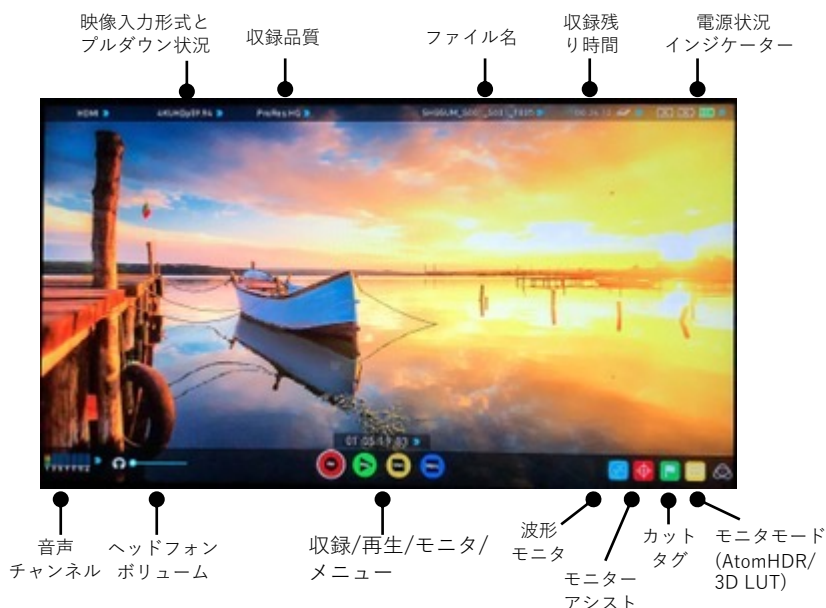 映像入力形式と
プルダウン状況
収録品質
ファイル名
収録残
り時間
電源状況
インジケーター
HDMI
ProRes HQ
音声
チャンネル
ヘッドフォン
ボリューム
収録/再生/モニタ/
メニュー
波形
モニタ
モニター
アシスト
カット
タグ
モニタモード
(AtomHDR/
3D LUT)